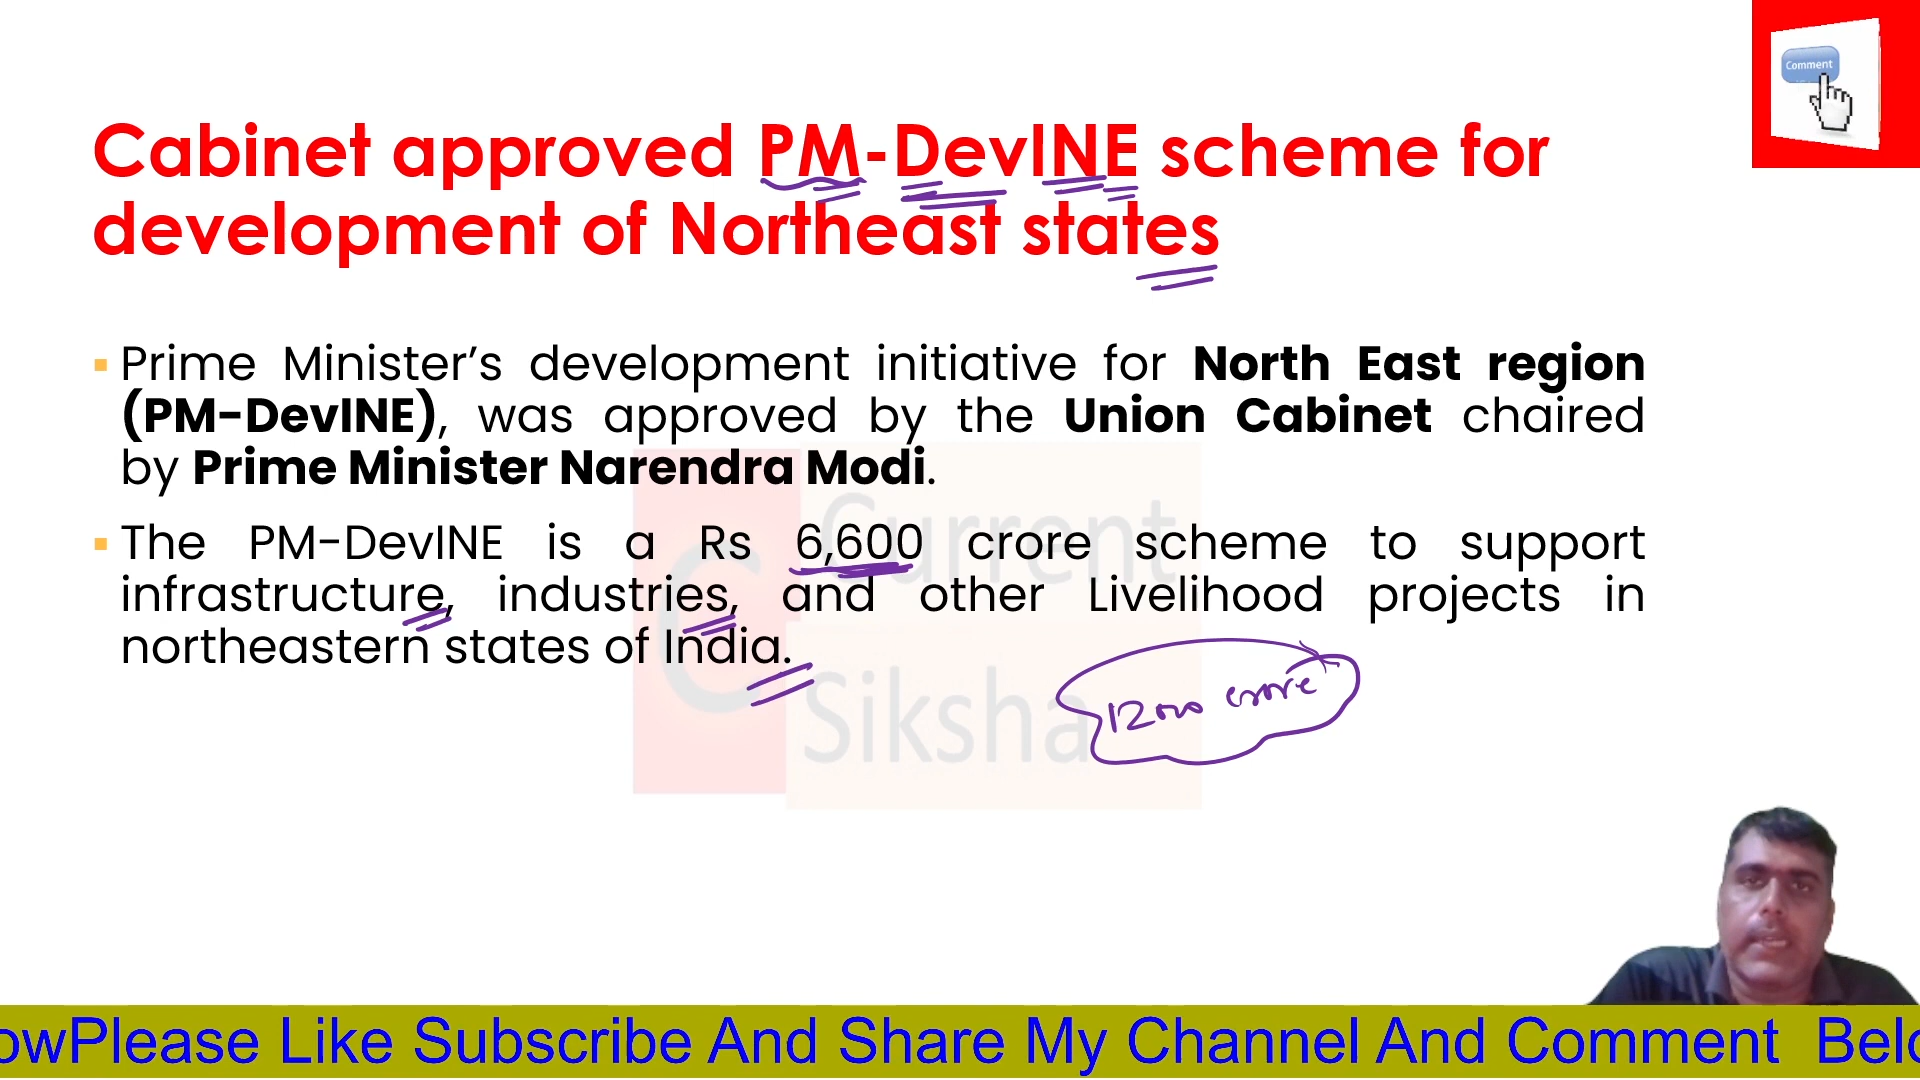 Comment
Cabinet approved PM-DevINE scheme for
development of Northeast states
▪ Prime Minister’s development initiative for North East region
(PM-DevINE), was approved by the Union Cabinet chaired
by Prime Minister Narendra Modi.
▪ The PM-DevINE is a Rs 6,600 crore scheme to support
infrastructure, industries, and other Livelihood projects in
northeastern states of India.
Current
Siksha
crore
owPlease Like Subscribe And Share My Channel And Comment Belo